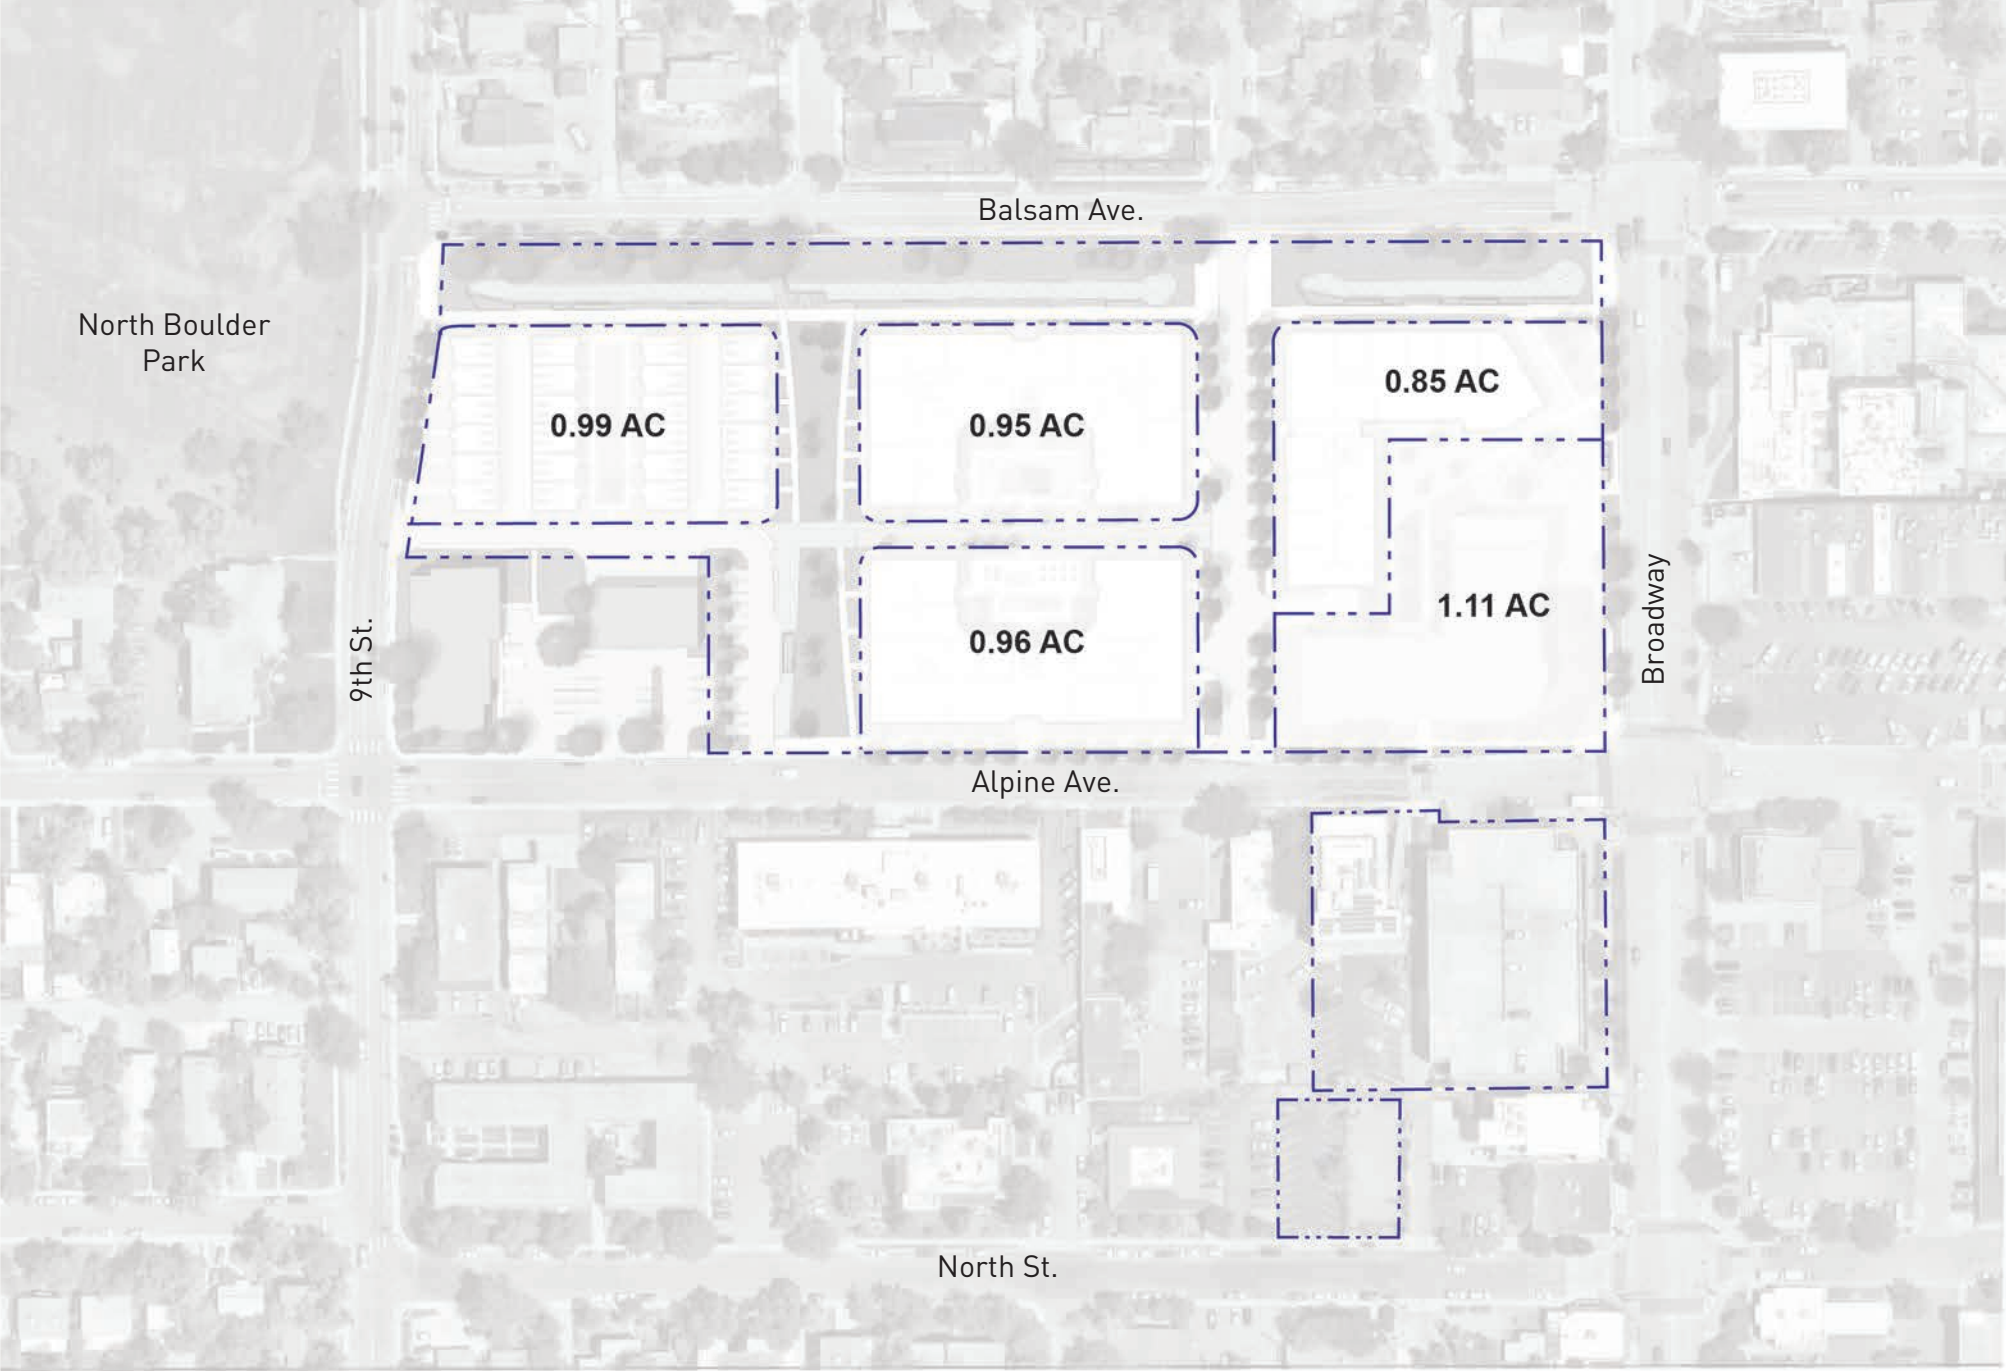 Balsam Ave.
North Boulder
Park
0.99 AC
0.95 AC
0.85 AC
1.11 AC
0.96 AC
9th St.
Broadway
Alpine Ave.
North St.